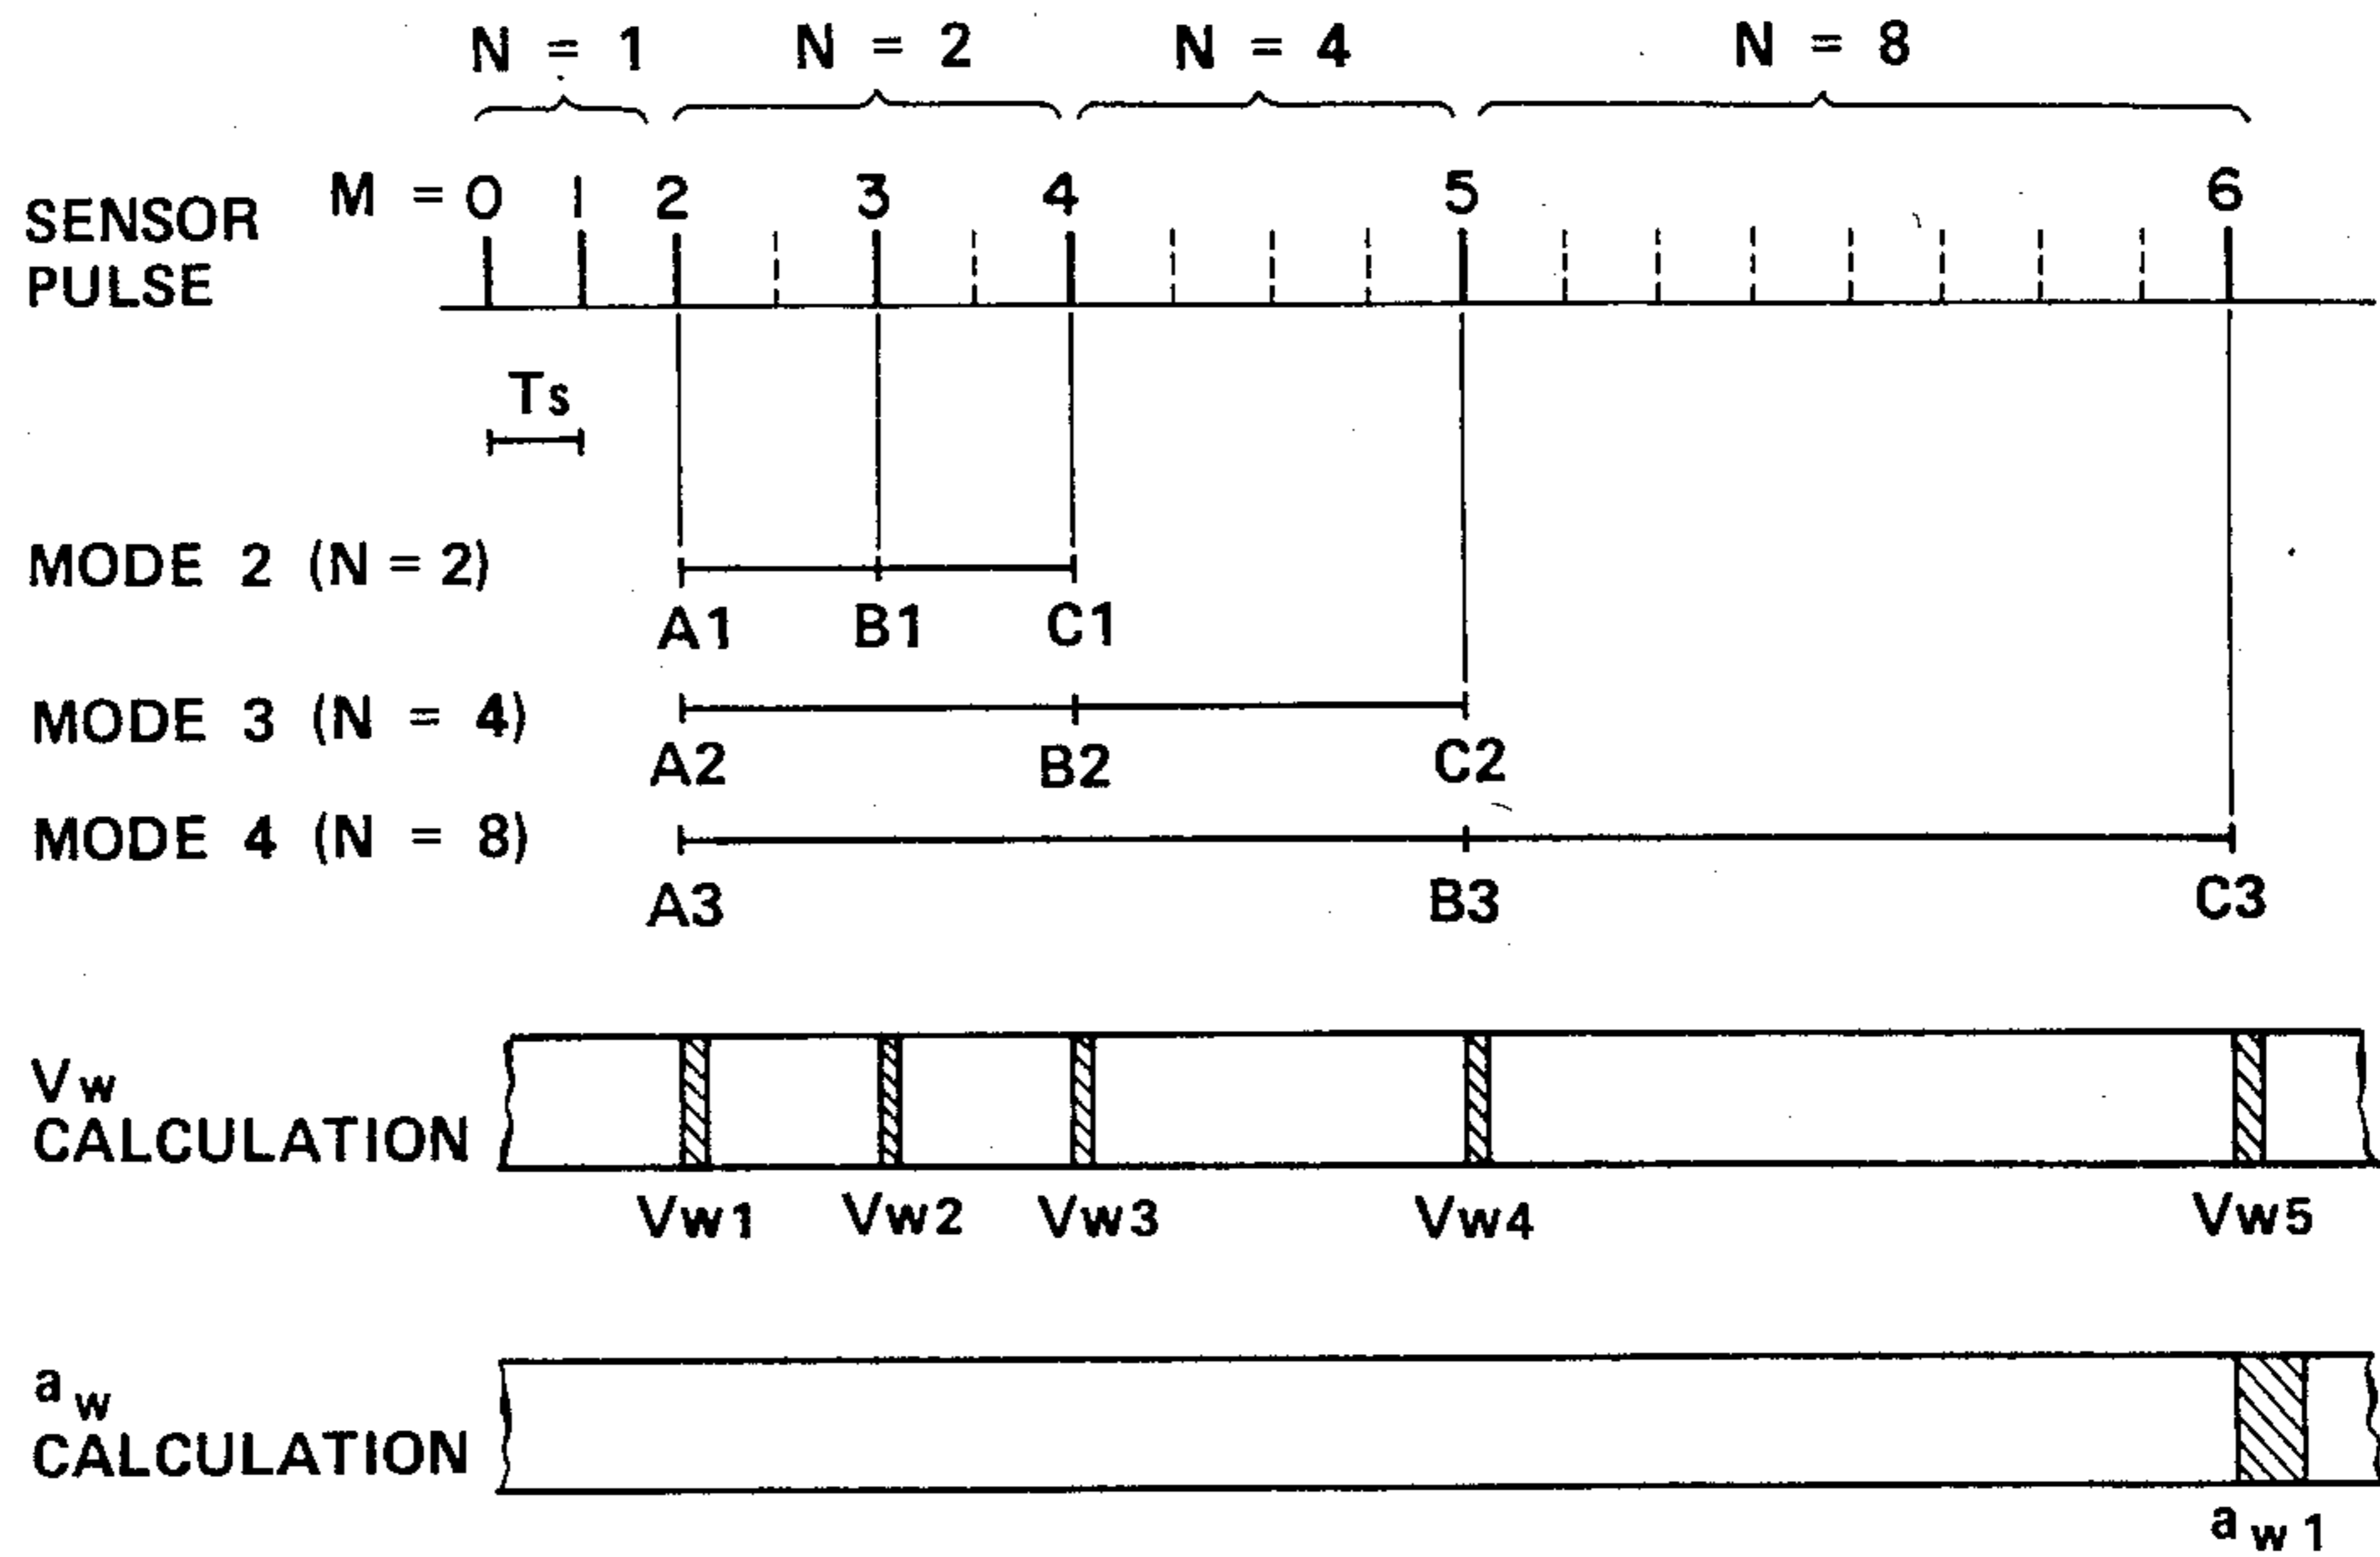 N = 1 N = 2 N = 4 N = 8
SENSOR PULSE
M = 0 1 2 3 4 5 6
Ts
MODE 2 (N = 2)
A1 B1 C1
MODE 3 (N = 4)
A2 B2 C2
MODE 4 (N = 8)
A3 B3 C3
Vw
CALCULATION
Vw1 Vw2 Vw3 Vw4 Vw5
aw
CALCULATION
aw1